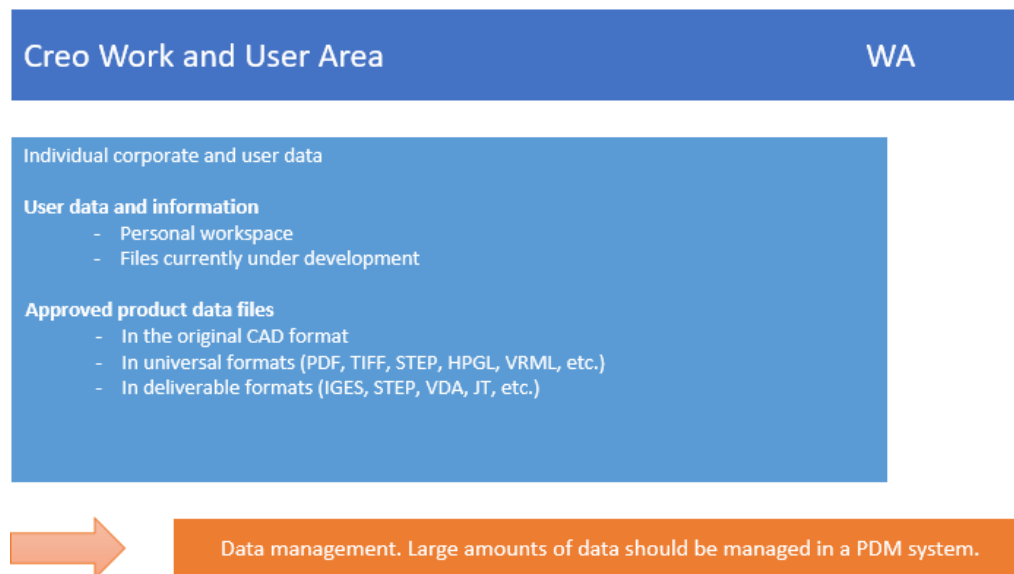 Creo Work and User Area WA
Individual corporate and user data
User data and information
- Personal workspace
- Files currently under development
Approved product data files
- In the original CAD format
- In universal formats (PDF, TIFF, STEP, HPGL, VRML, etc.)
- In deliverable formats (IGES, STEP, VDA, JT, etc.)
Data management. Large amounts of data should be managed in a PDM system.